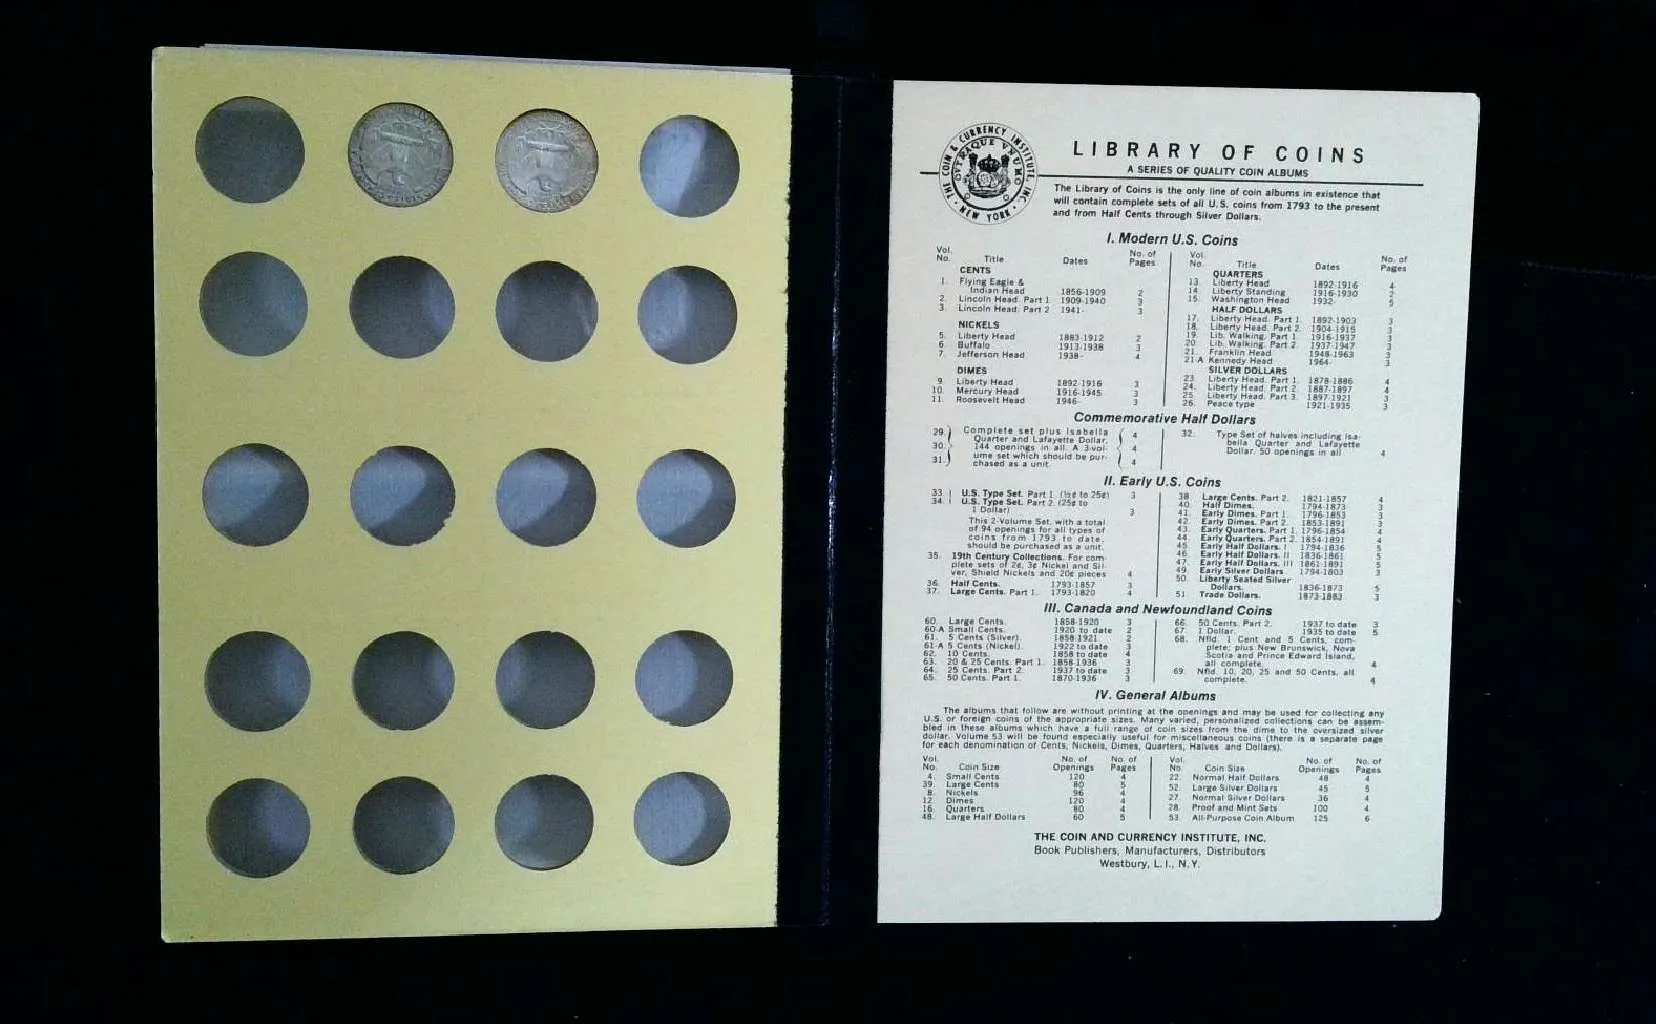 THE COIN & CURRENCY INSTITUTE, INC.
· NEW YORK ·
UTRAQUE UNUM
LIBRARY OF COINS
A SERIES OF QUALITY COIN ALBUMS
The Library of Coins is the only line of coin albums in existence that
will contain complete sets of all U.S. coins from 1793 to the present
and from Half Cents through Silver Dollars.
I. Modern U.S. Coins
Vol. No. Title Dates No. of Pages
CENTS
1. Flying Eagle &
Indian Head 1856-1909 2
2. Lincoln Head. Part 1 1909-1940 3
3. Lincoln Head. Part 2 1941- 3
NICKELS
5. Liberty Head 1883-1912 2
6. Buffalo 1913-1938 3
7. Jefferson Head 1938- 4
DIMES
9. Liberty Head 1892-1916 3
10. Mercury Head 1916-1945 3
11. Roosevelt Head 1946- 3
Vol. No. Title Dates No. of Pages
QUARTERS
13. Liberty Head 1892-1916 4
14. Liberty Standing 1916-1930 2
15. Washington Head 1932- 5
HALF DOLLARS
17. Liberty Head. Part 1. 1892-1903 3
18. Liberty Head. Part 2. 1904-1915 3
19. Lib. Walking. Part 1. 1916-1937 3
20. Lib. Walking. Part 2. 1937-1947 3
21. Franklin Head 1948-1963 3
21 A Kennedy Head 1964- 3
SILVER DOLLARS
23. Liberty Head. Part 1. 1878-1886 4
24. Liberty Head. Part 2. 1887-1897 4
25. Liberty Head. Part 3. 1897-1921 3
26. Peace type 1921-1935 3
Commemorative Half Dollars
29. Complete set plus Isabella 4
Quarter and Lafayette Dollar.
30. 144 openings in all. A 3-vol- 4
ume set which should be pur-
31. chased as a unit. 4
32. Type Set of halves including Isa-
bella Quarter and Lafayette
Dollar. 50 openings in all 4
II. Early U.S. Coins
33 U.S. Type Set. Part 1. (½¢ to 25¢) 3
34 U.S. Type Set. Part 2. (25¢ to
1 Dollar) 3
This 2-Volume Set, with a total
of 94 openings for all types of
coins from 1793 to date,
should be purchased as a unit.
35. 19th Century Collections. For com-
plete sets of 2¢, 3¢ Nickel and Sil-
ver, Shield Nickels and 20¢ pieces 4
36. Half Cents. 1793-1857 3
37. Large Cents. Part 1. 1793-1820 4
38. Large Cents. Part 2. 1821-1857 4
40. Half Dimes. 1794-1873 3
41. Early Dimes. Part 1. 1796-1853 3
42. Early Dimes. Part 2. 1853-1891 3
43. Early Quarters. Part 1. 1796-1854 4
44. Early Quarters. Part 2. 1854-1891 4
45. Early Half Dollars. I 1794-1836 5
46. Early Half Dollars. II 1836-1861 5
47. Early Half Dollars. III 1861-1891 5
49. Early Silver Dollars 1794-1803 3
50. Liberty Seated Silver
Dollars. 1836-1873 5
51. Trade Dollars. 1873-1883 3
III. Canada and Newfoundland Coins
60. Large Cents. 1858-1920 3
60 A Small Cents. 1920 to date 2
61. 5 Cents (Silver). 1858-1921 2
61-A 5 Cents (Nickel). 1922 to date 3
62. 10 Cents. 1858 to date 4
63. 20 & 25 Cents. Part 1. 1858-1936 3
64. 25 Cents. Part 2. 1937 to date 3
65. 50 Cents. Part 1. 1870-1936 3
66. 50 Cents. Part 2. 1937 to date 3
67. 1 Dollar. 1935 to date 5
68. Nfld. 1 Cent and 5 Cents, com-
plete; plus New Brunswick, Nova
Scotia and Prince Edward Island,
all complete. 4
69. Nfld. 10, 20, 25 and 50 Cents, all
complete. 4
IV. General Albums
The albums that follow are without printing at the openings and may be used for collecting any
U.S. or foreign coins of the appropriate sizes. Many varied, personalized collections can be assem-
bled in these albums which have a full range of coin sizes from the dime to the oversized silver
dollar. Volume 53 will be found especially useful for miscellaneous coins (there is a separate page
for each denomination of Cents, Nickels, Dimes, Quarters, Halves and Dollars).
Vol. No. Coin Size No. of Openings No. of Pages
4. Small Cents 120 4
39. Large Cents 80 5
8. Nickels 96 4
12. Dimes 120 4
16. Quarters 80 4
48. Large Half Dollars 60 5
Vol. No. Coin Size No. of Openings No. of Pages
22. Normal Half Dollars 48 4
52. Large Silver Dollars 45 5
27. Normal Silver Dollars 36 4
28. Proof and Mint Sets 100 4
53. All-Purpose Coin Album 125 6
THE COIN AND CURRENCY INSTITUTE, INC.
Book Publishers, Manufacturers, Distributors
Westbury, L. I., N. Y.